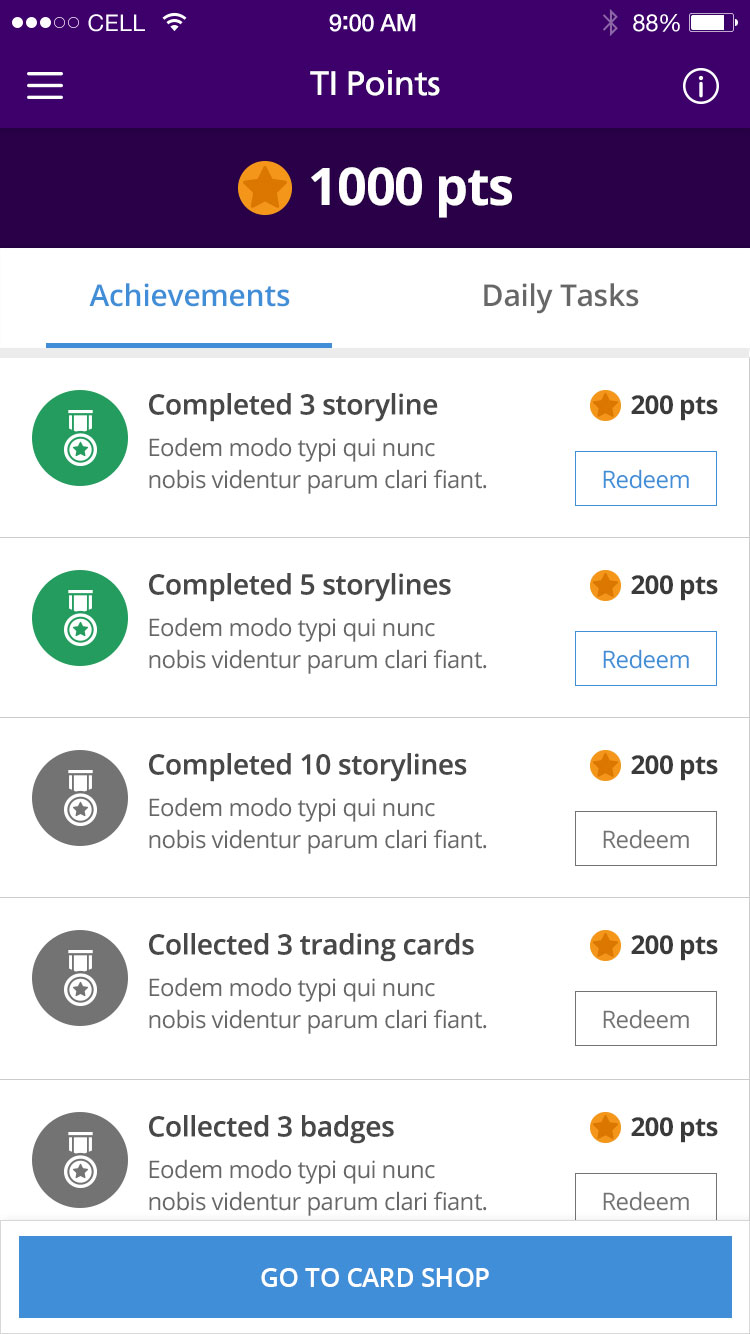 CELL 9:00 AM 88%
TI Points
1000 pts
Achievements Daily Tasks
Completed 3 storyline 200 pts
Eodem modo typi qui nunc
nobis videntur parum clari fiant. Redeem
Completed 5 storylines 200 pts
Eodem modo typi qui nunc
nobis videntur parum clari fiant. Redeem
Completed 10 storylines 200 pts
Eodem modo typi qui nunc
nobis videntur parum clari fiant. Redeem
Collected 3 trading cards 200 pts
Eodem modo typi qui nunc
nobis videntur parum clari fiant. Redeem
Collected 3 badges 200 pts
Eodem modo typi qui nunc
nobis videntur parum clari fiant. Redeem
GO TO CARD SHOP